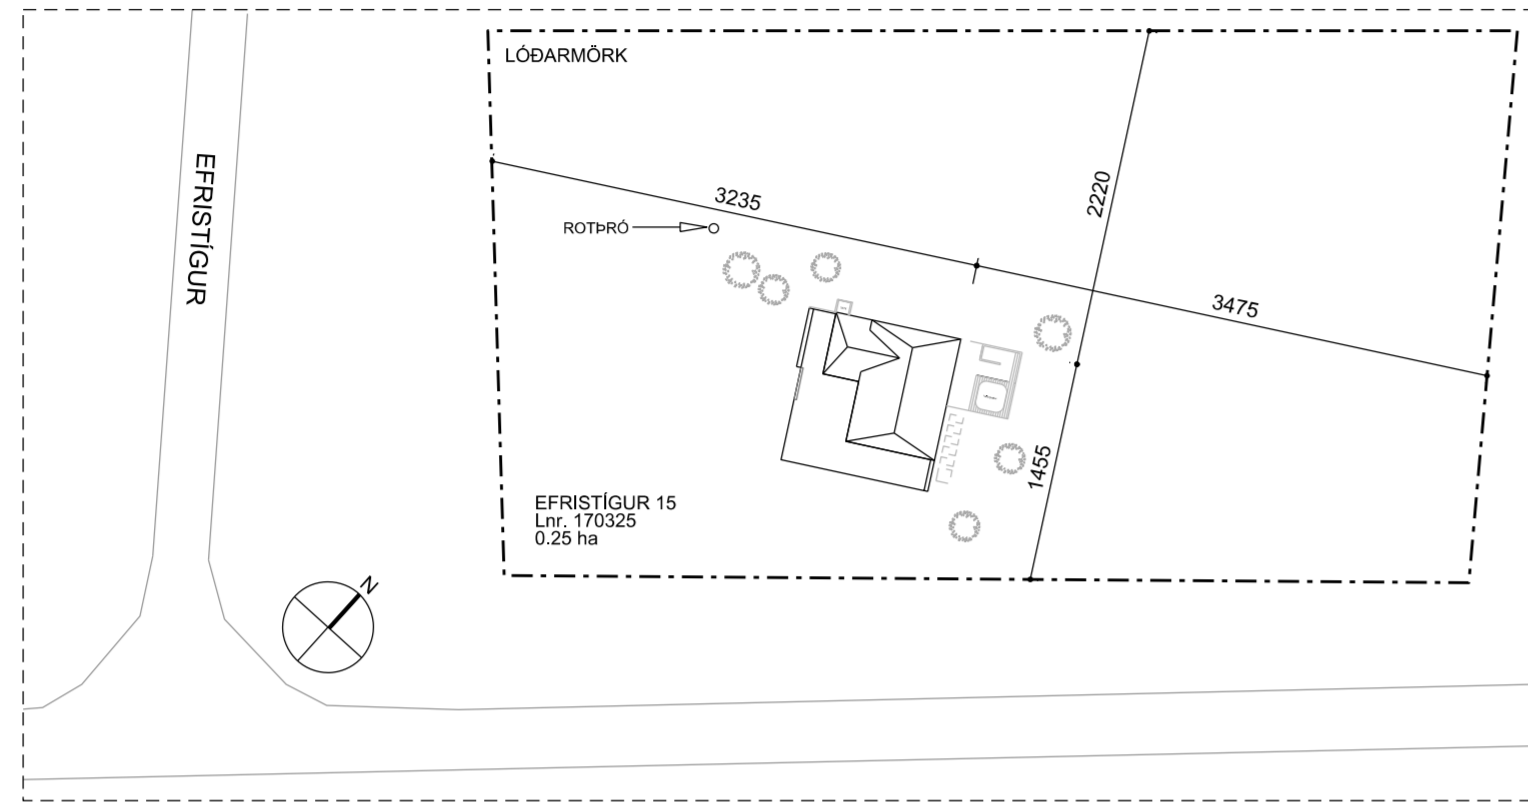 LÓÐARMÖRK
EFRISTÍGUR
3235
2220
ROTÞRÓ
3475
1455
EFRISTÍGUR 15
Lnr. 170325
0.25 ha
N